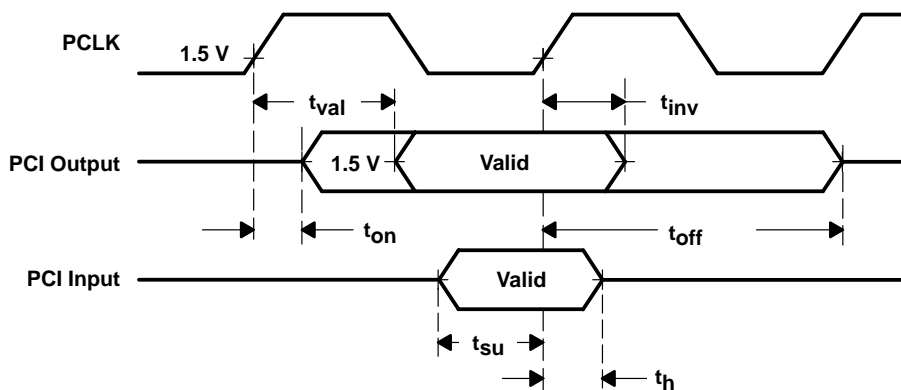 PCLK
1.5 V
tval
tinv
PCI Output
1.5 V
Valid
ton
toff
PCI Input
Valid
tsu
th